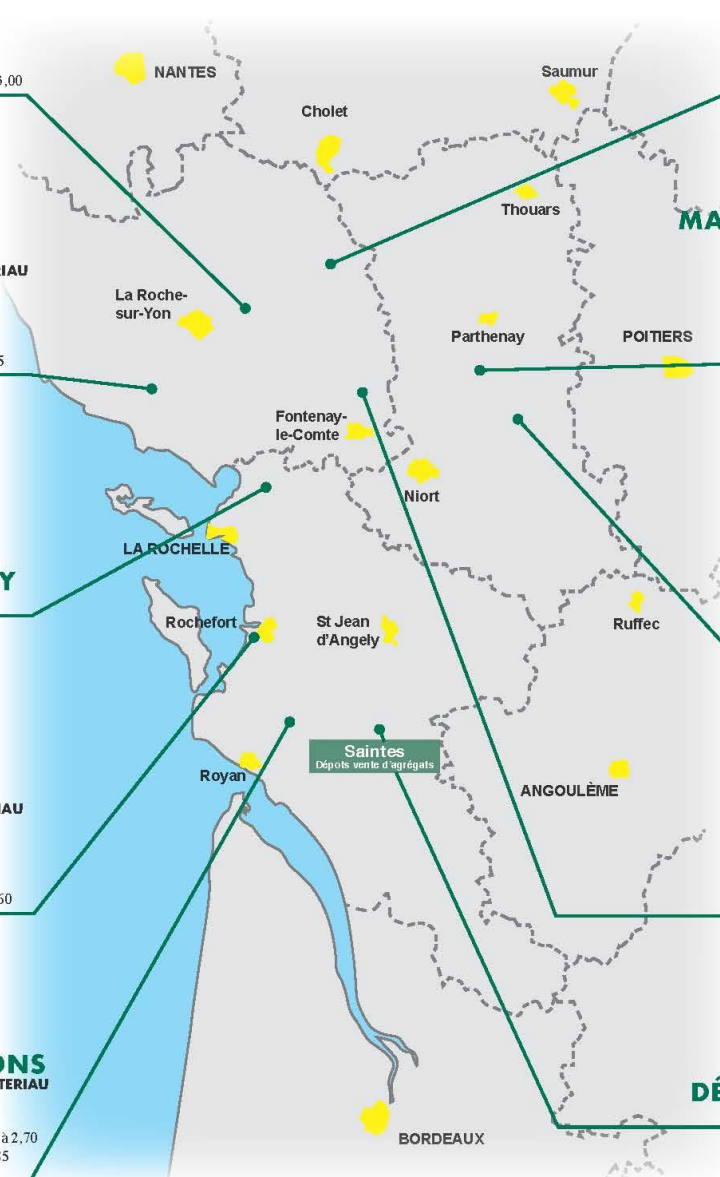 NANTES
Saumur
5,00
Cholet
Thouars
MA
RIAU
La Roche-
sur-Yon
Parthenay
POITIERS
5
Fontenay-
le-Comte
Niort
LA ROCHELLE
Y
Rochefort
St Jean
d'Angely
Ruffec
Saintes
Dépots vente d'agrégats
Royan
ANGOULÈME
IAU
60
ONS
TERIAU
DÉ
à 2,70
35
BORDEAUX